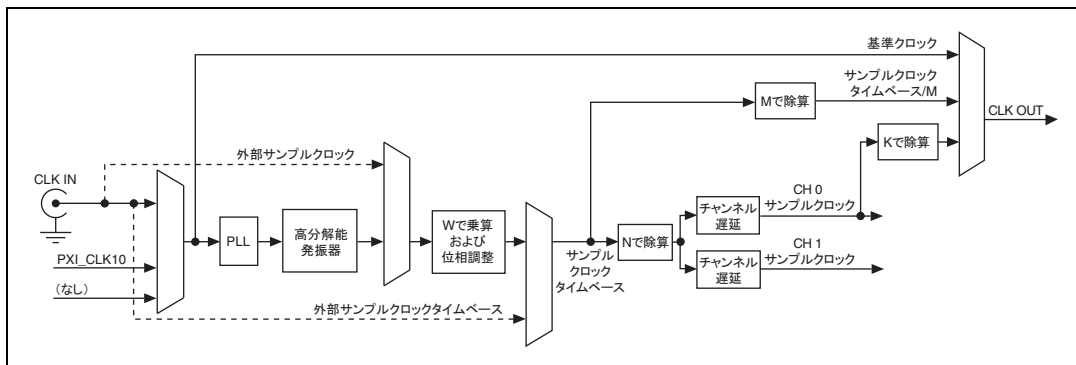 基準クロック
サンプルクロック
タイムベース/M
Mで除算
CLK OUT
外部サンプルクロック
Kで除算
CLK IN
CH 0
サンプルクロック
チャンネル
遅延
PLL
高分解能
発振器
Wで乗算
および
位相調整
Nで除算
サンプル
クロック
タイムベース
CH 1
サンプルクロック
チャンネル
遅延
PXI_CLK10
(なし)
外部サンプルクロックタイムベース